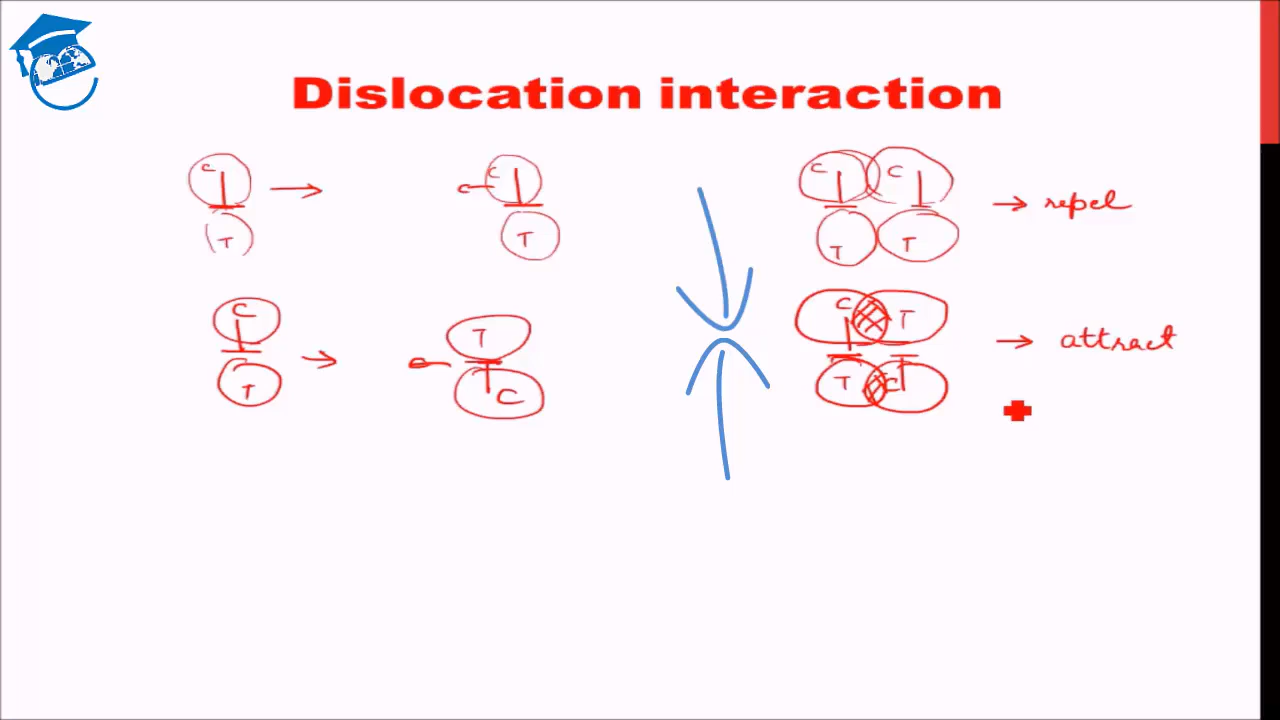 Dislocation interaction
C C C C
T T T T → repel
C T C T
T C T C → attract